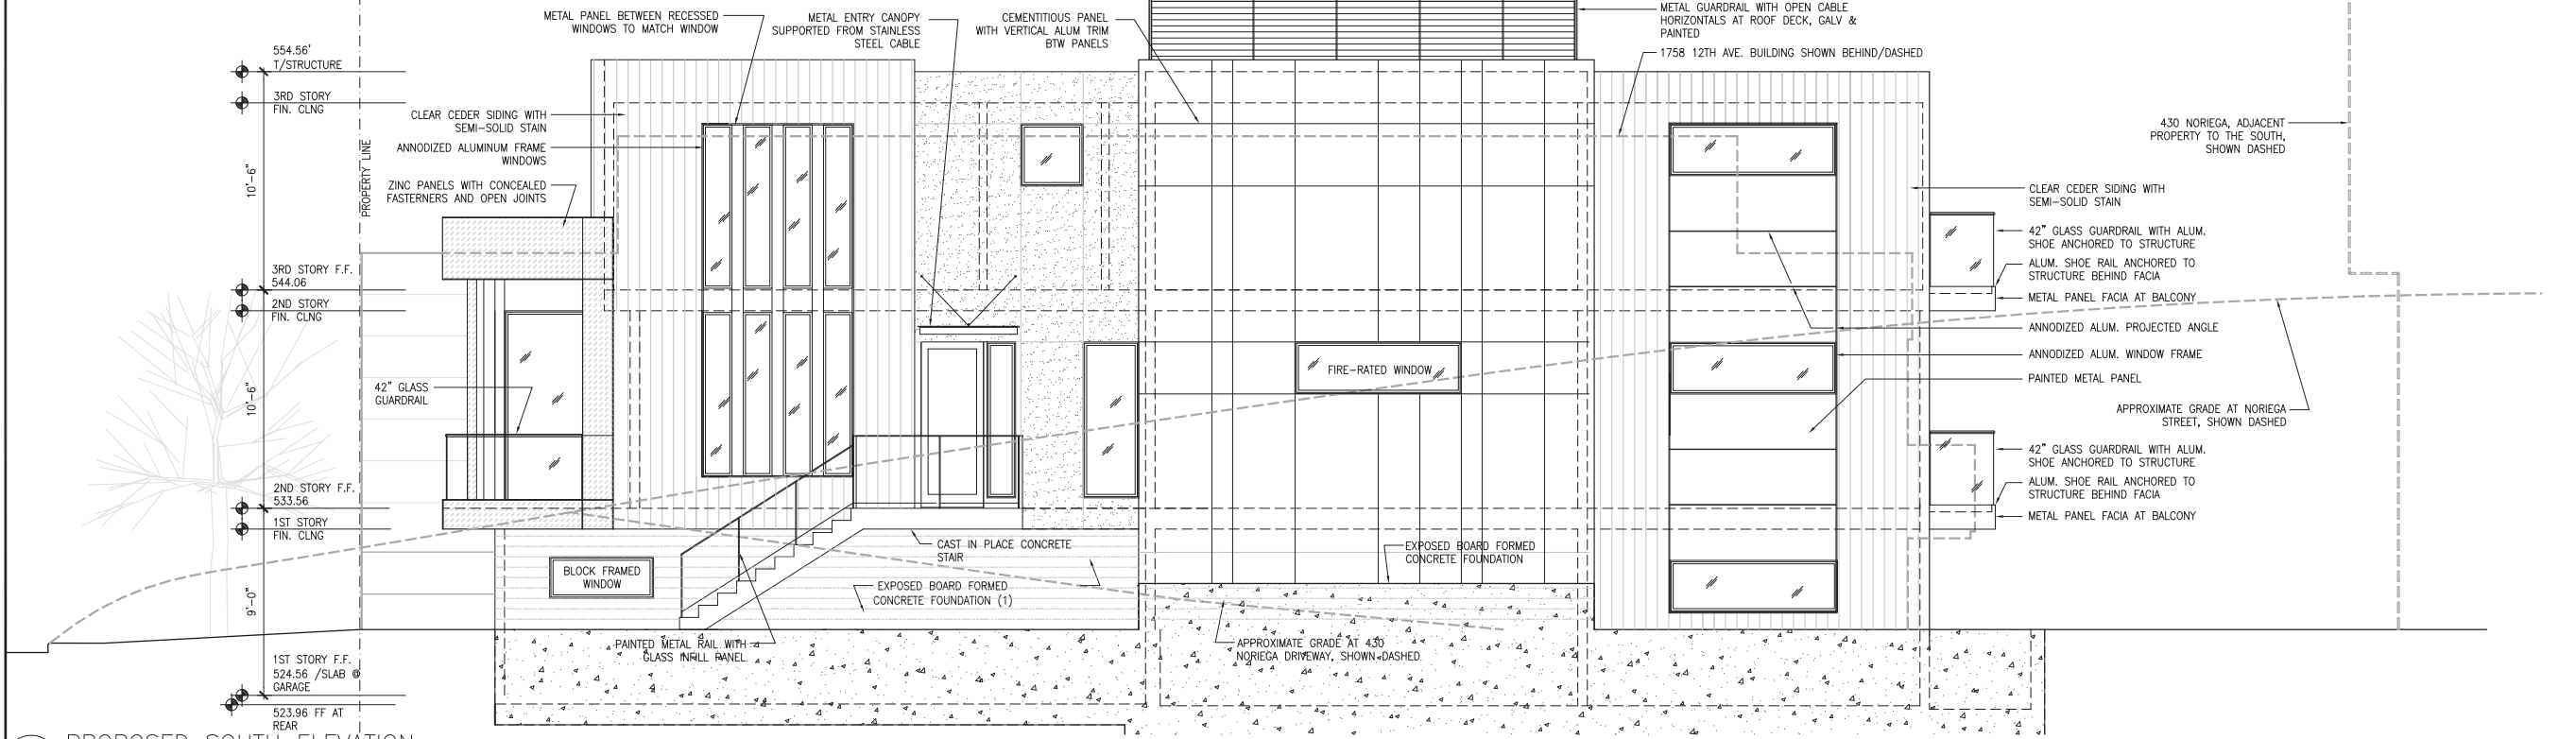 METAL PANEL BETWEEN RECESSED
WINDOWS TO MATCH WINDOW
METAL ENTRY CANOPY
SUPPORTED FROM STAINLESS
STEEL CABLE
CEMENTITIOUS PANEL
WITH VERTICAL ALUM TRIM
BTW PANELS
METAL GUARDRAIL WITH OPEN CABLE
HORIZONTALS AT ROOF DECK, GALV &
PAINTED
1758 12TH AVE. BUILDING SHOWN BEHIND/DASHED
554.56'
T/STRUCTURE
3RD STORY
FIN. CLNG
10'-6"
PROPERTY LINE
CLEAR CEDER SIDING WITH
SEMI-SOLID STAIN
ANNODIZED ALUMINUM FRAME
WINDOWS
ZINC PANELS WITH CONCEALED
FASTERNERS AND OPEN JOINTS
430 NORIEGA, ADJACENT
PROPERTY TO THE SOUTH,
SHOWN DASHED
CLEAR CEDER SIDING WITH
SEMI-SOLID STAIN
42" GLASS GUARDRAIL WITH ALUM.
SHOE ANCHORED TO STRUCTURE
ALUM. SHOE RAIL ANCHORED TO
STRUCTURE BEHIND FACIA
METAL PANEL FACIA AT BALCONY
ANNODIZED ALUM. PROJECTED ANGLE
ANNODIZED ALUM. WINDOW FRAME
PAINTED METAL PANEL
APPROXIMATE GRADE AT NORIEGA
STREET, SHOWN DASHED
42" GLASS GUARDRAIL WITH ALUM.
SHOE ANCHORED TO STRUCTURE
ALUM. SHOE RAIL ANCHORED TO
STRUCTURE BEHIND FACIA
METAL PANEL FACIA AT BALCONY
3RD STORY F.F.
544.06
2ND STORY
FIN. CLNG
10'-6"
42" GLASS
GUARDRAIL
FIRE-RATED WINDOW
2ND STORY F.F.
533.56
1ST STORY
FIN. CLNG
9'-0"
BLOCK FRAMED
WINDOW
CAST IN PLACE CONCRETE
STAIR
EXPOSED BOARD FORMED
CONCRETE FOUNDATION (1)
EXPOSED BOARD FORMED
CONCRETE FOUNDATION
PAINTED METAL RAIL WITH
GLASS INFILL PANEL
APPROXIMATE GRADE AT 430
NORIEGA DRIVEWAY, SHOWN DASHED
1ST STORY F.F.
524.56 /SLAB @
GARAGE
523.96 FF AT
REAR
PROPOSED SOUTH ELEVATION